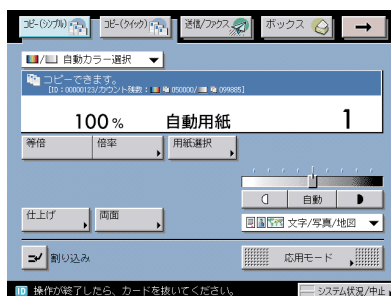 コピー(シンプル)
コピー(クイック)
送信/ファクス
ボックス
自動カラー選択
コピーできます。
[ID:00000123/カウント残数: 050000/ 099865]
100% 自動用紙 1
等倍 倍率 用紙選択
自動
仕上げ 両面
文字/写真/地図
割り込み
応用モード
ID 操作が終了したら、カードを抜いてください。
システム状況/中止